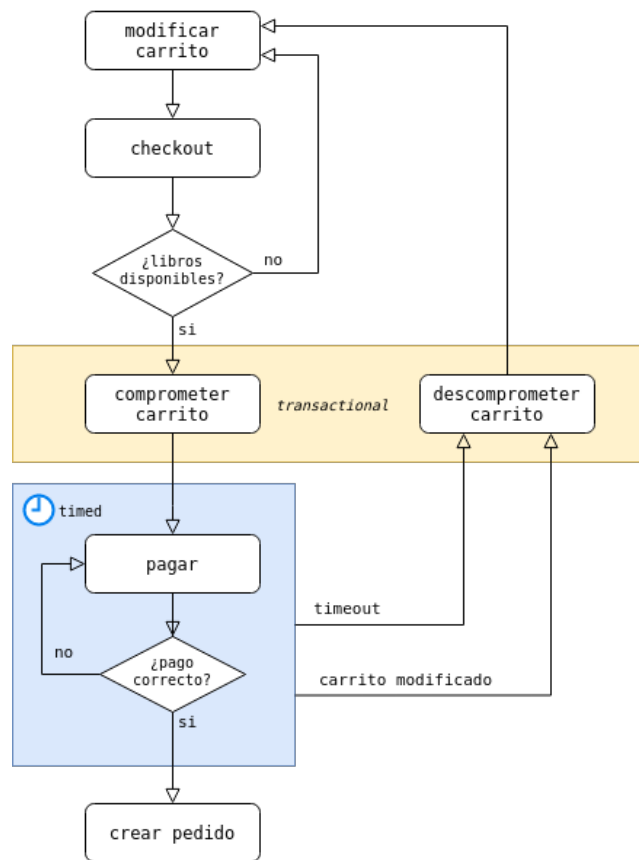 modificar
carrito
checkout
¿libros
disponibles?
no
si
comprometer
carrito
transactional
descomprometer
carrito
timed
pagar
timeout
no
¿pago
correcto?
carrito modificado
si
crear pedido